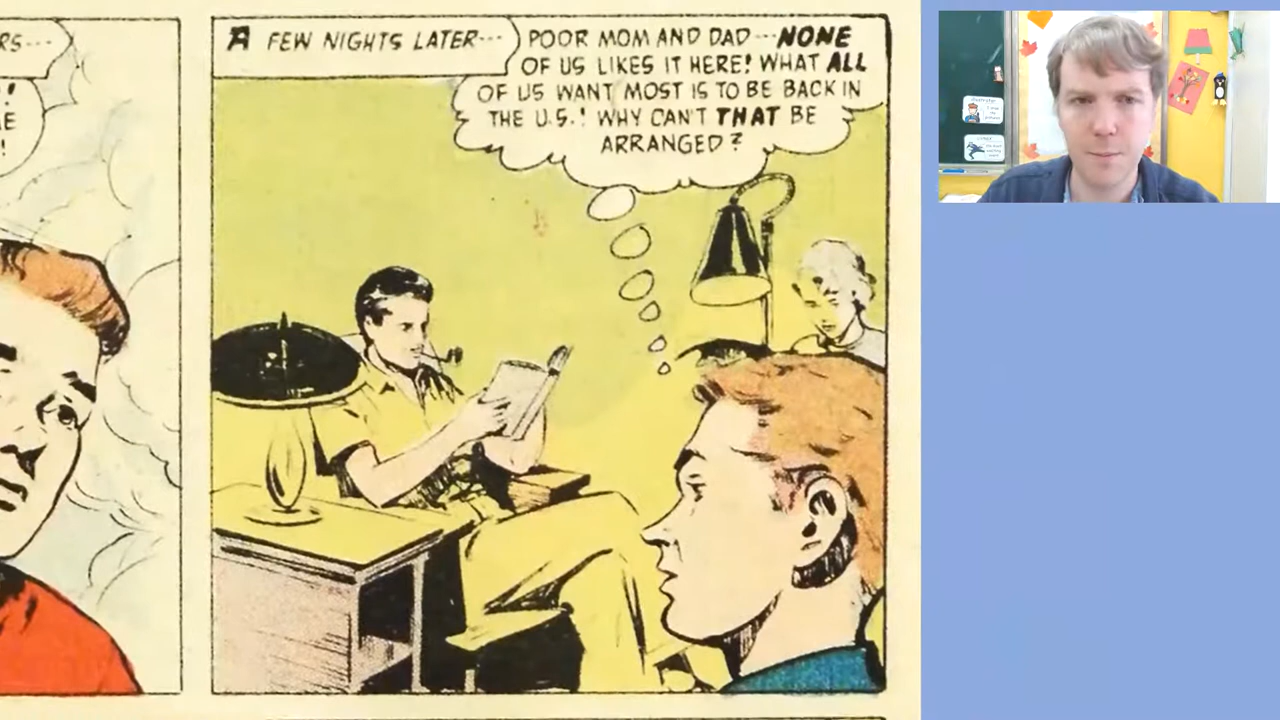 RS---
!
E
!
A FEW NIGHTS LATER---
POOR MOM AND DAD---NONE
OF US LIKES IT HERE! WHAT ALL
OF US WANT MOST IS TO BE BACK IN
THE U.S.! WHY CAN'T THAT BE
ARRANGED?